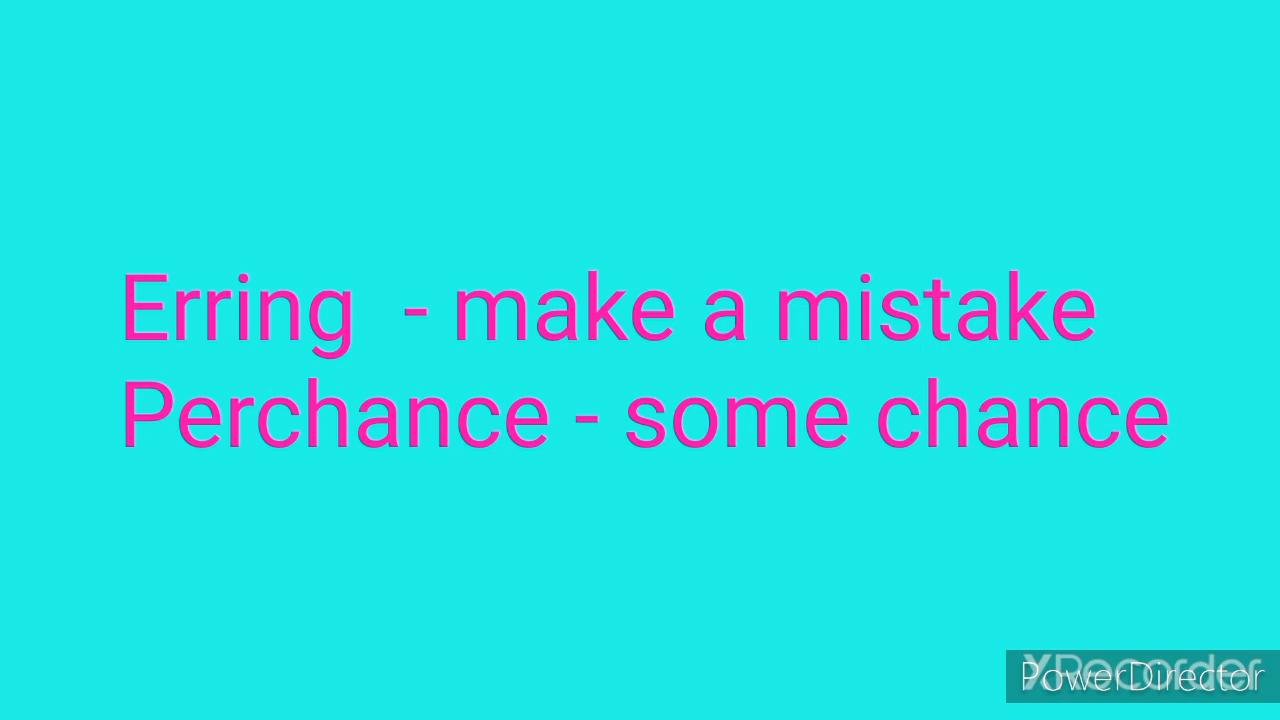 Erring  - make a mistake
Perchance - some chance
XRecorder
PowerDirector